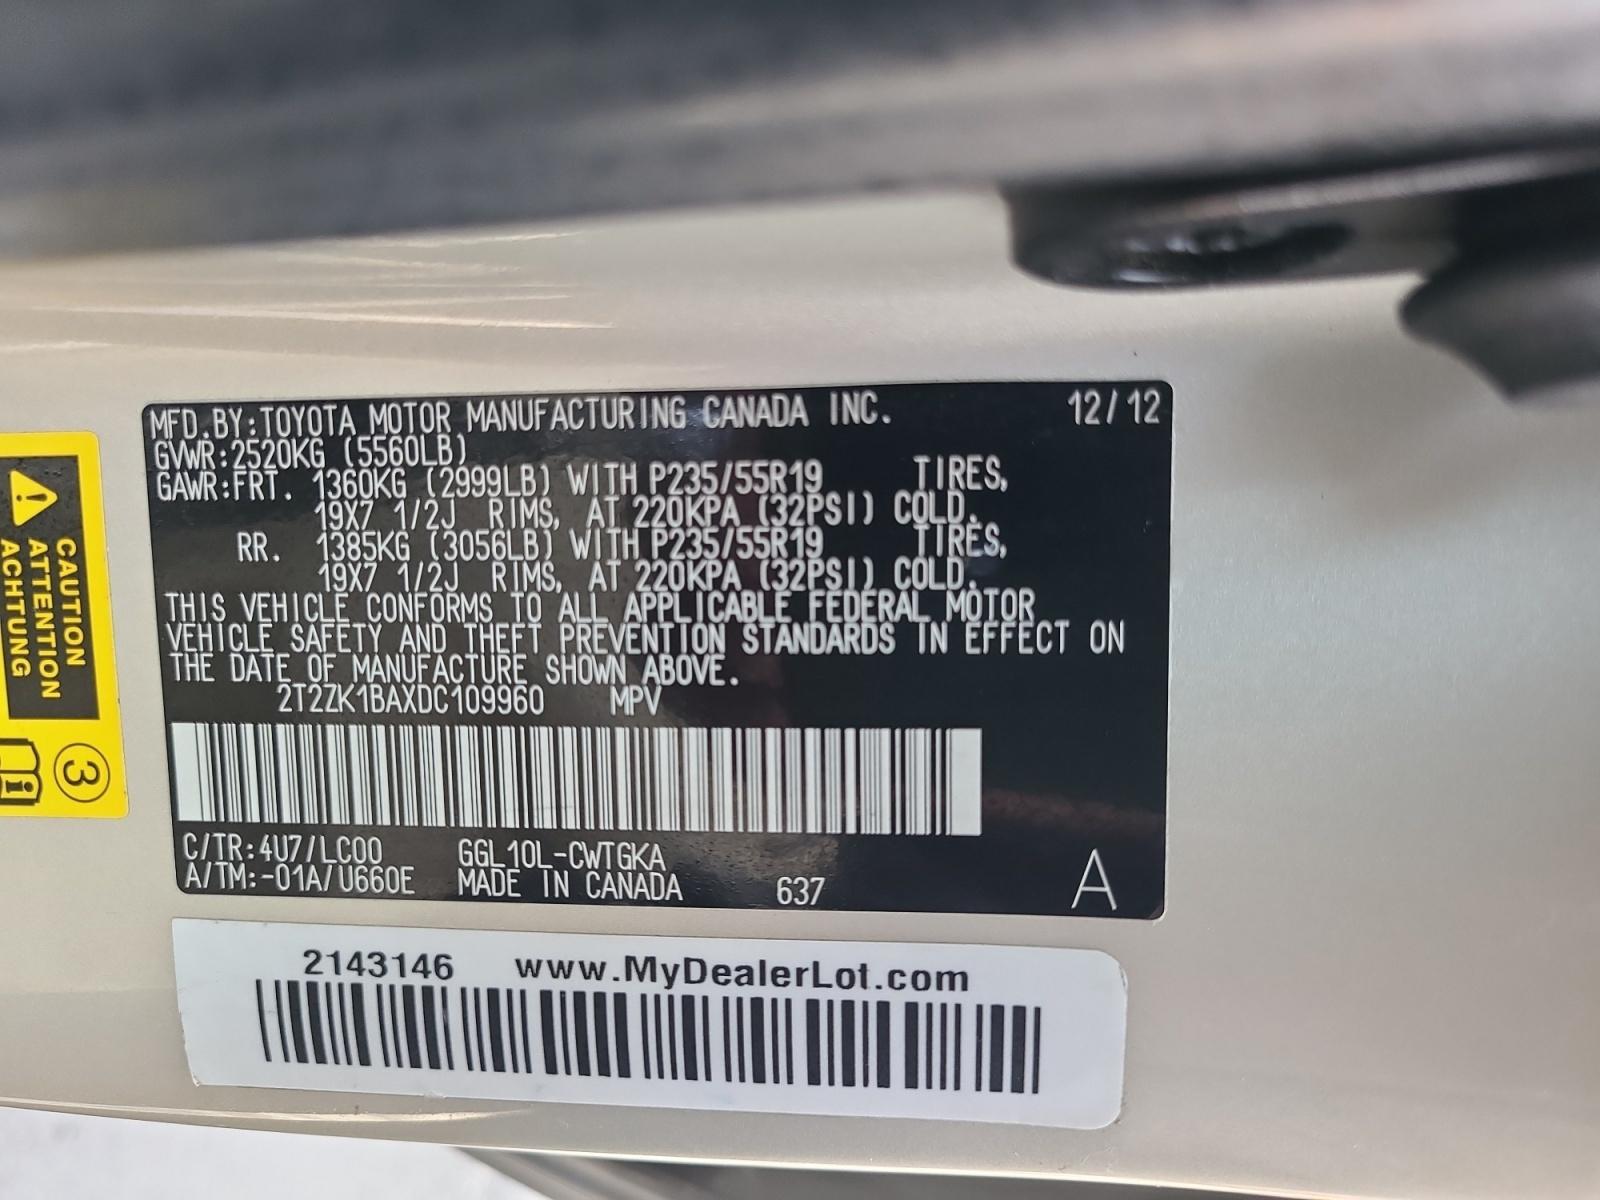 MFD.BY:TOYOTA MOTOR MANUFACTURING CANADA INC. 12/12
GVWR:2520KG (5560LB)
GAWR:FRT. 1360KG (2999LB) WITH P235/55R19 TIRES,
19X7 1/2J RIMS, AT 220KPA (32PSI) COLD.
RR. 1385KG (3056LB) WITH P235/55R19 TIRES,
19X7 1/2J RIMS, AT 220KPA (32PSI) COLD.
THIS VEHICLE CONFORMS TO ALL APPLICABLE FEDERAL MOTOR
VEHICLE SAFETY AND THEFT PREVENTION STANDARDS IN EFFECT ON
THE DATE OF MANUFACTURE SHOWN ABOVE.
2T2ZK1BAXDC109960 MPV
C/TR:4U7/LC00 GGL10L-CWTGKA
A/TM:-01A/U660E MADE IN CANADA 637 A
2143146 www.MyDealerLot.com
CAUTION
ATTENTION
ACHTUNG
3
i